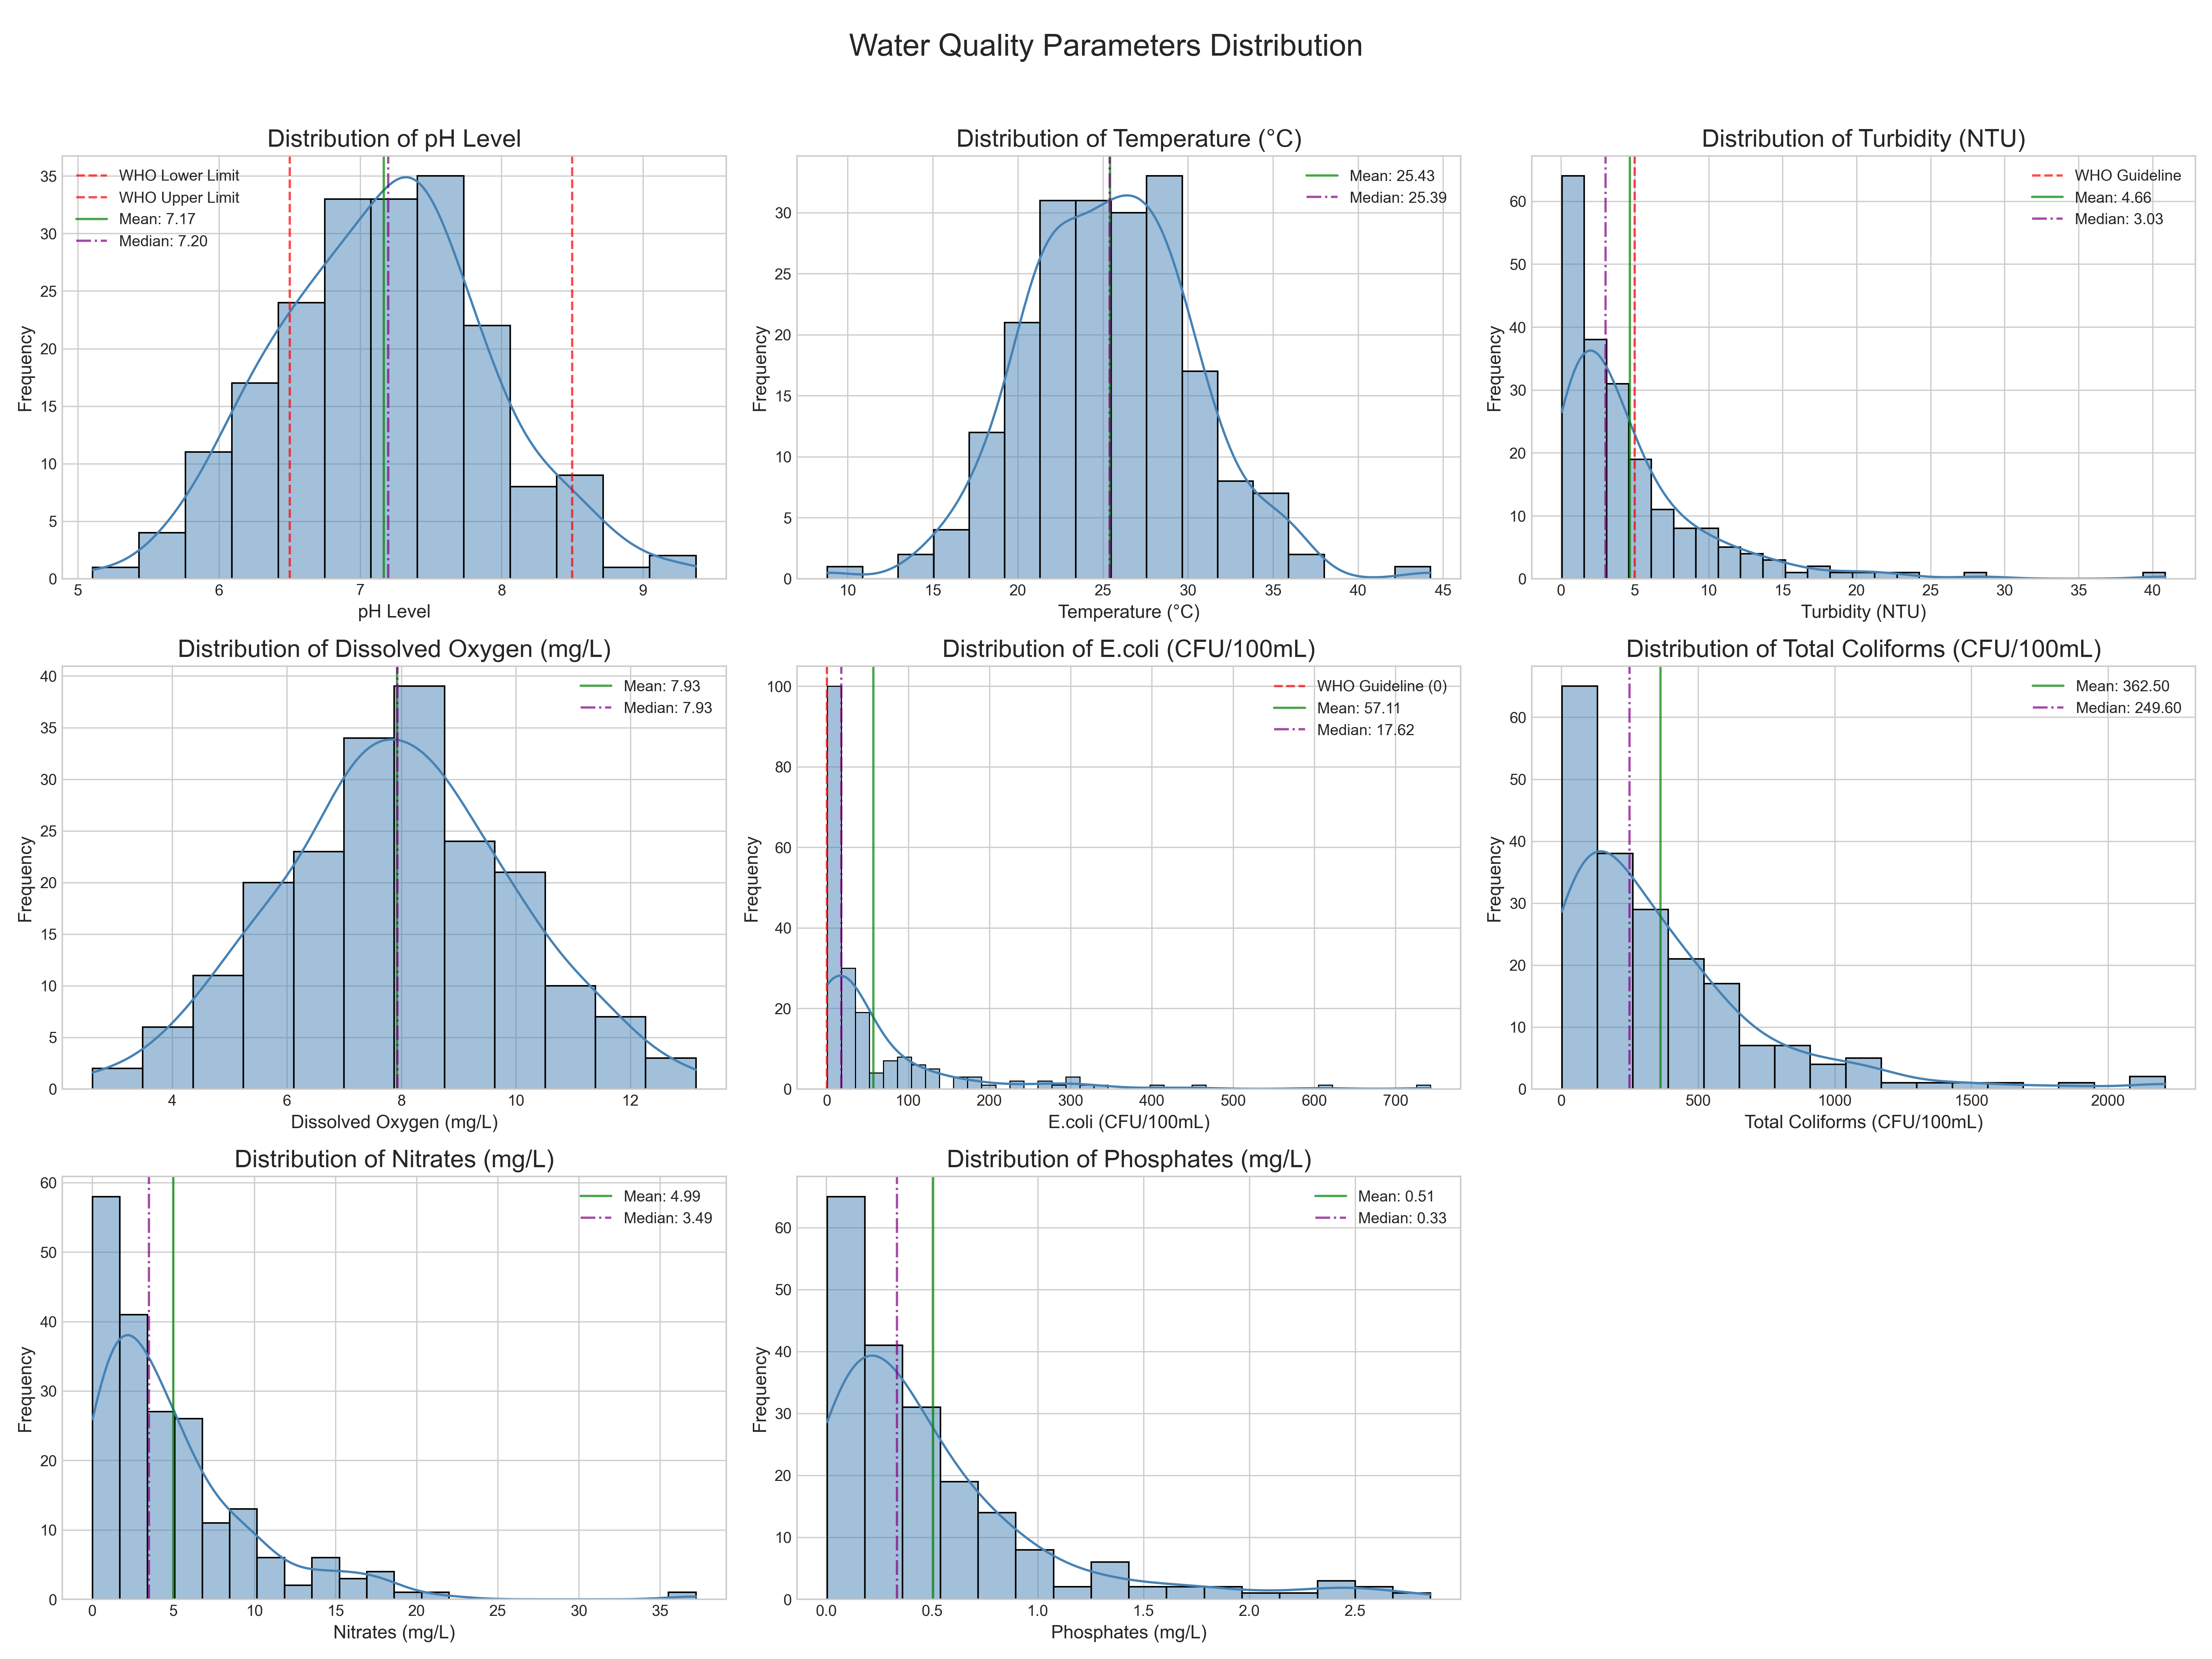 Water Quality Parameters Distribution
Distribution of pH Level
WHO Lower Limit
WHO Upper Limit
Mean: 7.17
Median: 7.20
35
30
25
20
15
10
5
0
Frequency
5 6 7 8 9
pH Level
Distribution of Temperature (°C)
Mean: 25.43
Median: 25.39
30
25
20
15
10
5
0
Frequency
10 15 20 25 30 35 40 45
Temperature (°C)
Distribution of Turbidity (NTU)
WHO Guideline
Mean: 4.66
Median: 3.03
60
50
40
30
20
10
0
Frequency
0 5 10 15 20 25 30 35 40
Turbidity (NTU)
Distribution of Dissolved Oxygen (mg/L)
Mean: 7.93
Median: 7.93
40
35
30
25
20
15
10
5
0
Frequency
4 6 8 10 12
Dissolved Oxygen (mg/L)
Distribution of E.coli (CFU/100mL)
WHO Guideline (0)
Mean: 57.11
Median: 17.62
100
80
60
40
20
0
Frequency
0 100 200 300 400 500 600 700
E.coli (CFU/100mL)
Distribution of Total Coliforms (CFU/100mL)
Mean: 362.50
Median: 249.60
60
50
40
30
20
10
0
Frequency
0 500 1000 1500 2000
Total Coliforms (CFU/100mL)
Distribution of Nitrates (mg/L)
Mean: 4.99
Median: 3.49
60
50
40
30
20
10
0
Frequency
0 5 10 15 20 25 30 35
Nitrates (mg/L)
Distribution of Phosphates (mg/L)
Mean: 0.51
Median: 0.33
60
50
40
30
20
10
0
Frequency
0.0 0.5 1.0 1.5 2.0 2.5
Phosphates (mg/L)